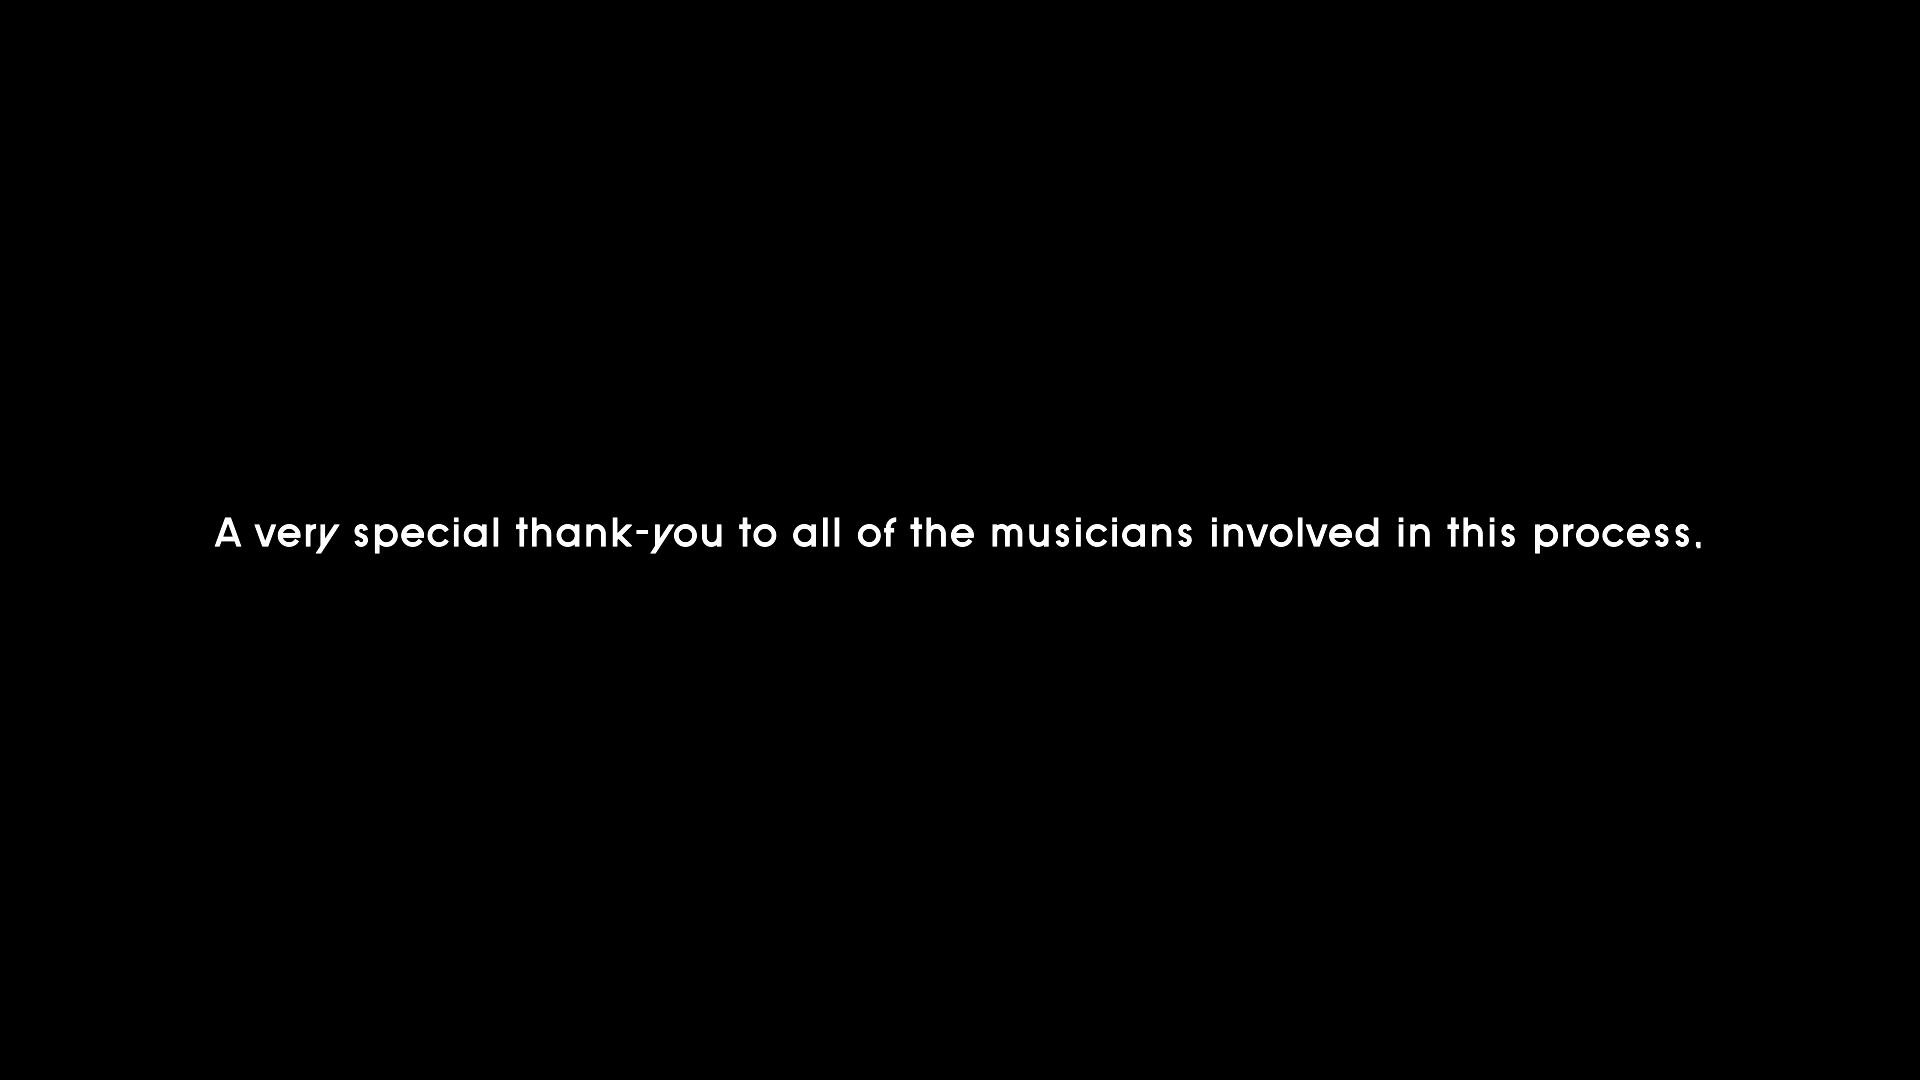 A very special thank-you to all of the musicians involved in this process.